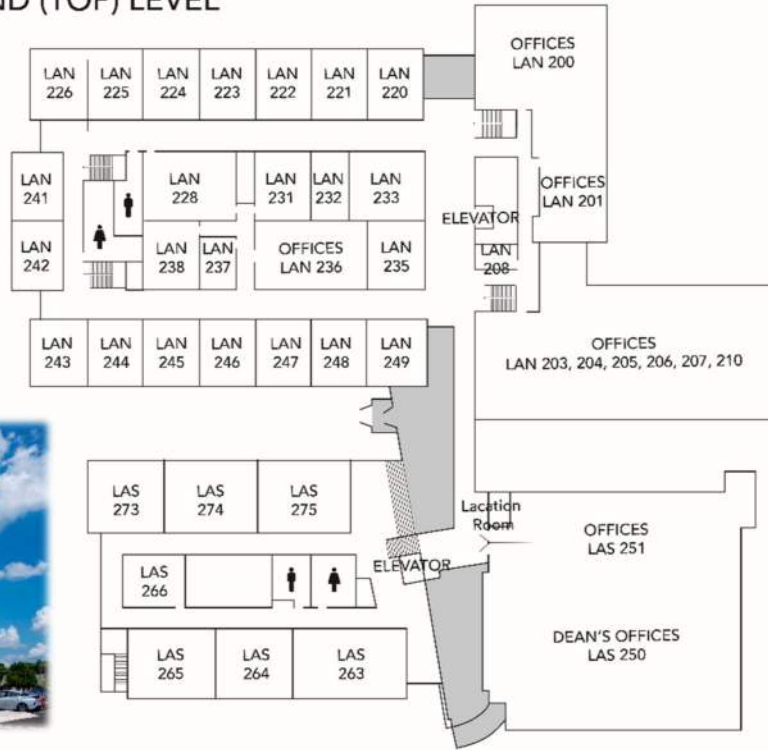 ND (TOP) LEVEL
OFFICES
LAN 200
LAN
226
LAN
225
LAN
224
LAN
223
LAN
222
LAN
221
LAN
220
LAN
241
LAN
228
LAN
231
LAN
232
LAN
233
OFFICES
LAN 201
ELEVATOR
LAN
208
LAN
242
LAN
238
LAN
237
OFFICES
LAN 236
LAN
235
LAN
243
LAN
244
LAN
245
LAN
246
LAN
247
LAN
248
LAN
249
OFFICES
LAN 203, 204, 205, 206, 207, 210
LAS
273
LAS
274
LAS
275
Lacation
Room
OFFICES
LAS 251
LAS
266
ELEVATOR
DEAN'S OFFICES
LAS 250
LAS
265
LAS
264
LAS
263